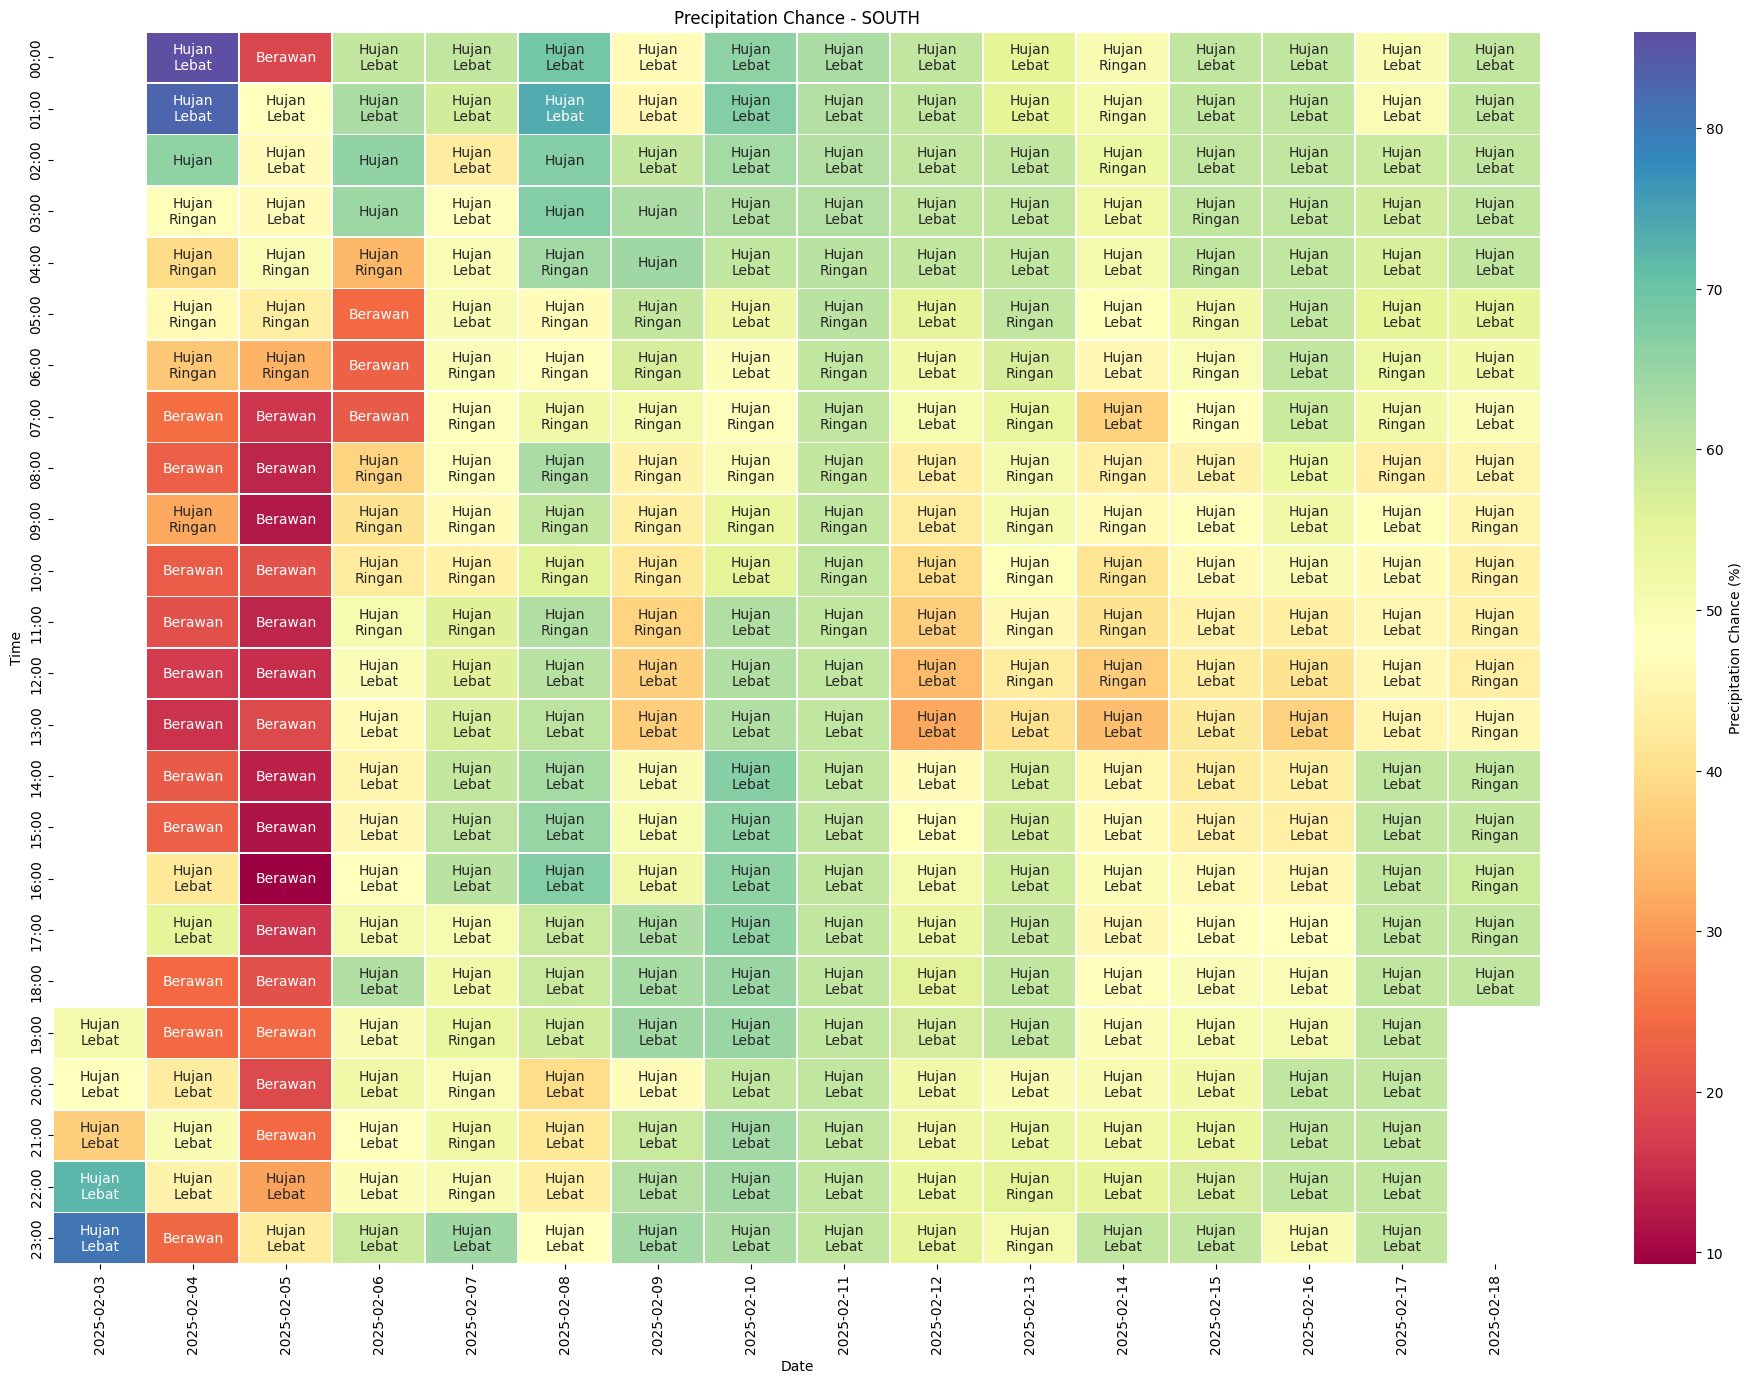 Precipitation Chance - SOUTH
00:00 Hujan Lebat Berawan Hujan Lebat Hujan Lebat Hujan Lebat Hujan Lebat Hujan Lebat Hujan Lebat Hujan Lebat Hujan Lebat Hujan Ringan Hujan Lebat Hujan Lebat Hujan Lebat Hujan Lebat
01:00 Hujan Lebat Hujan Lebat Hujan Lebat Hujan Lebat Hujan Lebat Hujan Lebat Hujan Lebat Hujan Lebat Hujan Lebat Hujan Lebat Hujan Ringan Hujan Lebat Hujan Lebat Hujan Lebat Hujan Lebat
02:00 Hujan Hujan Lebat Hujan Hujan Lebat Hujan Hujan Lebat Hujan Lebat Hujan Lebat Hujan Lebat Hujan Lebat Hujan Ringan Hujan Lebat Hujan Lebat Hujan Lebat Hujan Lebat
03:00 Hujan Ringan Hujan Lebat Hujan Hujan Lebat Hujan Hujan Hujan Lebat Hujan Lebat Hujan Lebat Hujan Lebat Hujan Lebat Hujan Ringan Hujan Lebat Hujan Lebat Hujan Lebat
04:00 Hujan Ringan Hujan Ringan Hujan Ringan Hujan Lebat Hujan Ringan Hujan Hujan Lebat Hujan Ringan Hujan Lebat Hujan Lebat Hujan Lebat Hujan Ringan Hujan Lebat Hujan Lebat Hujan Lebat
05:00 Hujan Ringan Hujan Ringan Berawan Hujan Lebat Hujan Ringan Hujan Ringan Hujan Lebat Hujan Ringan Hujan Lebat Hujan Ringan Hujan Lebat Hujan Ringan Hujan Lebat Hujan Lebat Hujan Lebat
06:00 Hujan Ringan Hujan Ringan Berawan Hujan Ringan Hujan Ringan Hujan Ringan Hujan Lebat Hujan Ringan Hujan Lebat Hujan Ringan Hujan Lebat Hujan Ringan Hujan Lebat Hujan Ringan Hujan Lebat
07:00 Berawan Berawan Berawan Hujan Ringan Hujan Ringan Hujan Ringan Hujan Ringan Hujan Ringan Hujan Lebat Hujan Ringan Hujan Lebat Hujan Ringan Hujan Lebat Hujan Ringan Hujan Lebat
08:00 Berawan Berawan Hujan Ringan Hujan Ringan Hujan Ringan Hujan Ringan Hujan Ringan Hujan Ringan Hujan Lebat Hujan Ringan Hujan Ringan Hujan Lebat Hujan Lebat Hujan Ringan Hujan Lebat
09:00 Hujan Ringan Berawan Hujan Ringan Hujan Ringan Hujan Ringan Hujan Ringan Hujan Ringan Hujan Ringan Hujan Lebat Hujan Ringan Hujan Ringan Hujan Lebat Hujan Lebat Hujan Lebat Hujan Ringan
10:00 Berawan Berawan Hujan Ringan Hujan Ringan Hujan Ringan Hujan Ringan Hujan Lebat Hujan Ringan Hujan Lebat Hujan Ringan Hujan Ringan Hujan Lebat Hujan Lebat Hujan Lebat Hujan Ringan
11:00 Berawan Berawan Hujan Ringan Hujan Ringan Hujan Ringan Hujan Ringan Hujan Lebat Hujan Ringan Hujan Lebat Hujan Ringan Hujan Ringan Hujan Lebat Hujan Lebat Hujan Lebat Hujan Ringan
12:00 Berawan Berawan Hujan Lebat Hujan Lebat Hujan Lebat Hujan Lebat Hujan Lebat Hujan Lebat Hujan Lebat Hujan Ringan Hujan Ringan Hujan Lebat Hujan Lebat Hujan Lebat Hujan Ringan
13:00 Berawan Berawan Hujan Lebat Hujan Lebat Hujan Lebat Hujan Lebat Hujan Lebat Hujan Lebat Hujan Lebat Hujan Lebat Hujan Lebat Hujan Lebat Hujan Lebat Hujan Lebat Hujan Ringan
14:00 Berawan Berawan Hujan Lebat Hujan Lebat Hujan Lebat Hujan Lebat Hujan Lebat Hujan Lebat Hujan Lebat Hujan Lebat Hujan Lebat Hujan Lebat Hujan Lebat Hujan Lebat Hujan Ringan
15:00 Berawan Berawan Hujan Lebat Hujan Lebat Hujan Lebat Hujan Lebat Hujan Lebat Hujan Lebat Hujan Lebat Hujan Lebat Hujan Lebat Hujan Lebat Hujan Lebat Hujan Lebat Hujan Ringan
16:00 Hujan Lebat Berawan Hujan Lebat Hujan Lebat Hujan Lebat Hujan Lebat Hujan Lebat Hujan Lebat Hujan Lebat Hujan Lebat Hujan Lebat Hujan Lebat Hujan Lebat Hujan Lebat Hujan Ringan
17:00 Hujan Lebat Berawan Hujan Lebat Hujan Lebat Hujan Lebat Hujan Lebat Hujan Lebat Hujan Lebat Hujan Lebat Hujan Lebat Hujan Lebat Hujan Lebat Hujan Lebat Hujan Lebat Hujan Ringan
18:00 Berawan Berawan Hujan Lebat Hujan Lebat Hujan Lebat Hujan Lebat Hujan Lebat Hujan Lebat Hujan Lebat Hujan Lebat Hujan Lebat Hujan Lebat Hujan Lebat Hujan Lebat Hujan Lebat
19:00 Hujan Lebat Berawan Berawan Hujan Lebat Hujan Ringan Hujan Lebat Hujan Lebat Hujan Lebat Hujan Lebat Hujan Lebat Hujan Lebat Hujan Lebat Hujan Lebat Hujan Lebat Hujan Lebat
20:00 Hujan Lebat Hujan Lebat Berawan Hujan Lebat Hujan Ringan Hujan Lebat Hujan Lebat Hujan Lebat Hujan Lebat Hujan Lebat Hujan Lebat Hujan Lebat Hujan Lebat Hujan Lebat Hujan Lebat
21:00 Hujan Lebat Hujan Lebat Berawan Hujan Lebat Hujan Ringan Hujan Lebat Hujan Lebat Hujan Lebat Hujan Lebat Hujan Lebat Hujan Lebat Hujan Lebat Hujan Lebat Hujan Lebat Hujan Lebat
22:00 Hujan Lebat Hujan Lebat Hujan Lebat Hujan Lebat Hujan Ringan Hujan Lebat Hujan Lebat Hujan Lebat Hujan Lebat Hujan Lebat Hujan Ringan Hujan Lebat Hujan Lebat Hujan Lebat Hujan Lebat
23:00 Hujan Lebat Berawan Hujan Lebat Hujan Lebat Hujan Lebat Hujan Lebat Hujan Lebat Hujan Lebat Hujan Lebat Hujan Lebat Hujan Ringan Hujan Lebat Hujan Lebat Hujan Lebat Hujan Lebat
Time
2025-02-03
2025-02-04
2025-02-05
2025-02-06
2025-02-07
2025-02-08
2025-02-09
2025-02-10
2025-02-11
2025-02-12
2025-02-13
2025-02-14
2025-02-15
2025-02-16
2025-02-17
2025-02-18
Date
80
70
60
50
40
30
20
10
Precipitation Chance (%)